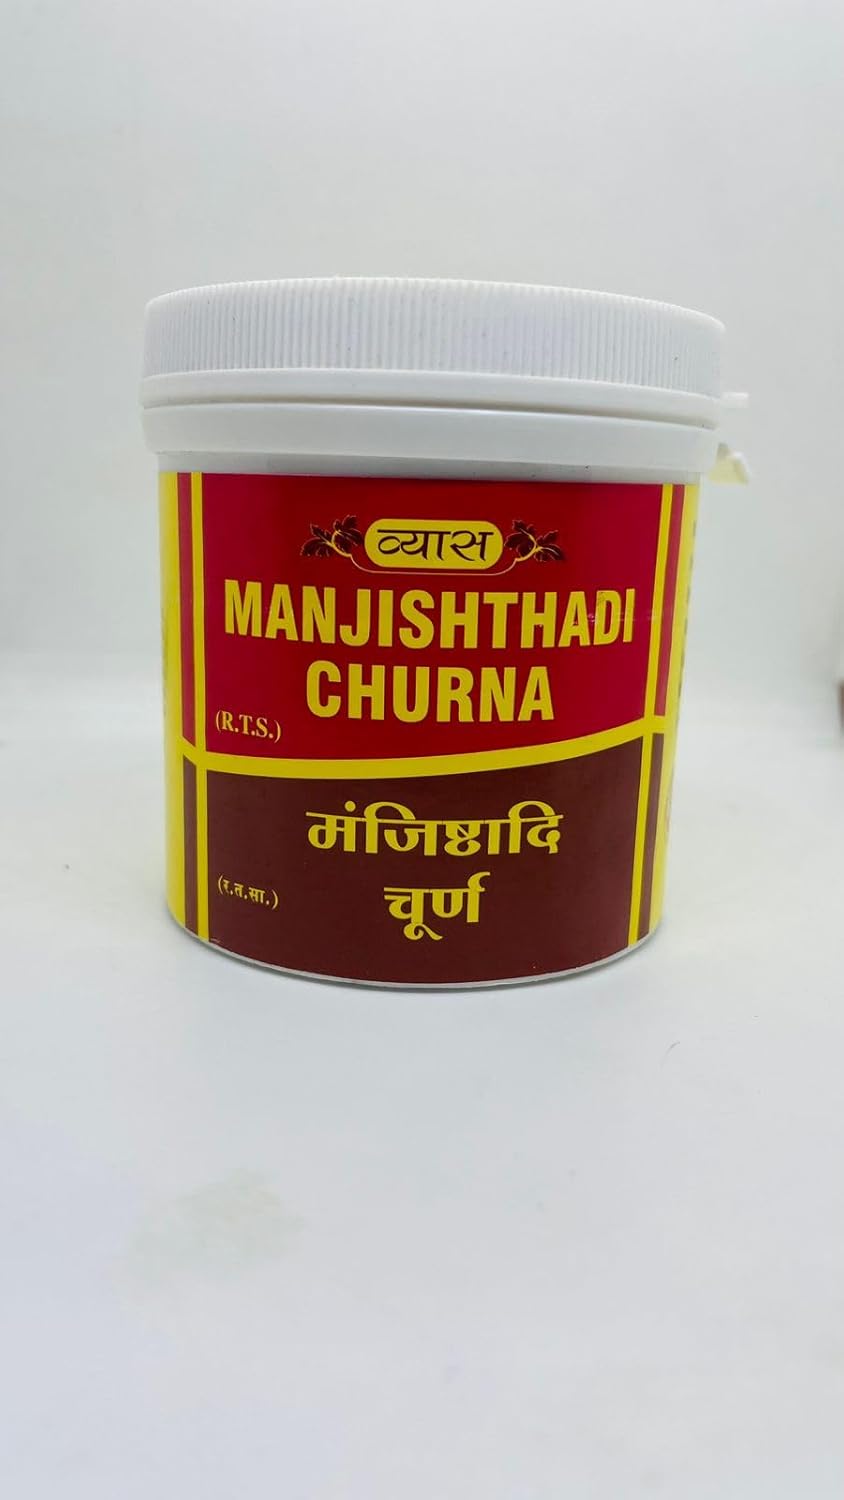 व्यास
MANJISHTHADI
CHURNA
(R.T.S.)
मंजिष्ठादि
चूर्ण
(र.त.सा.)